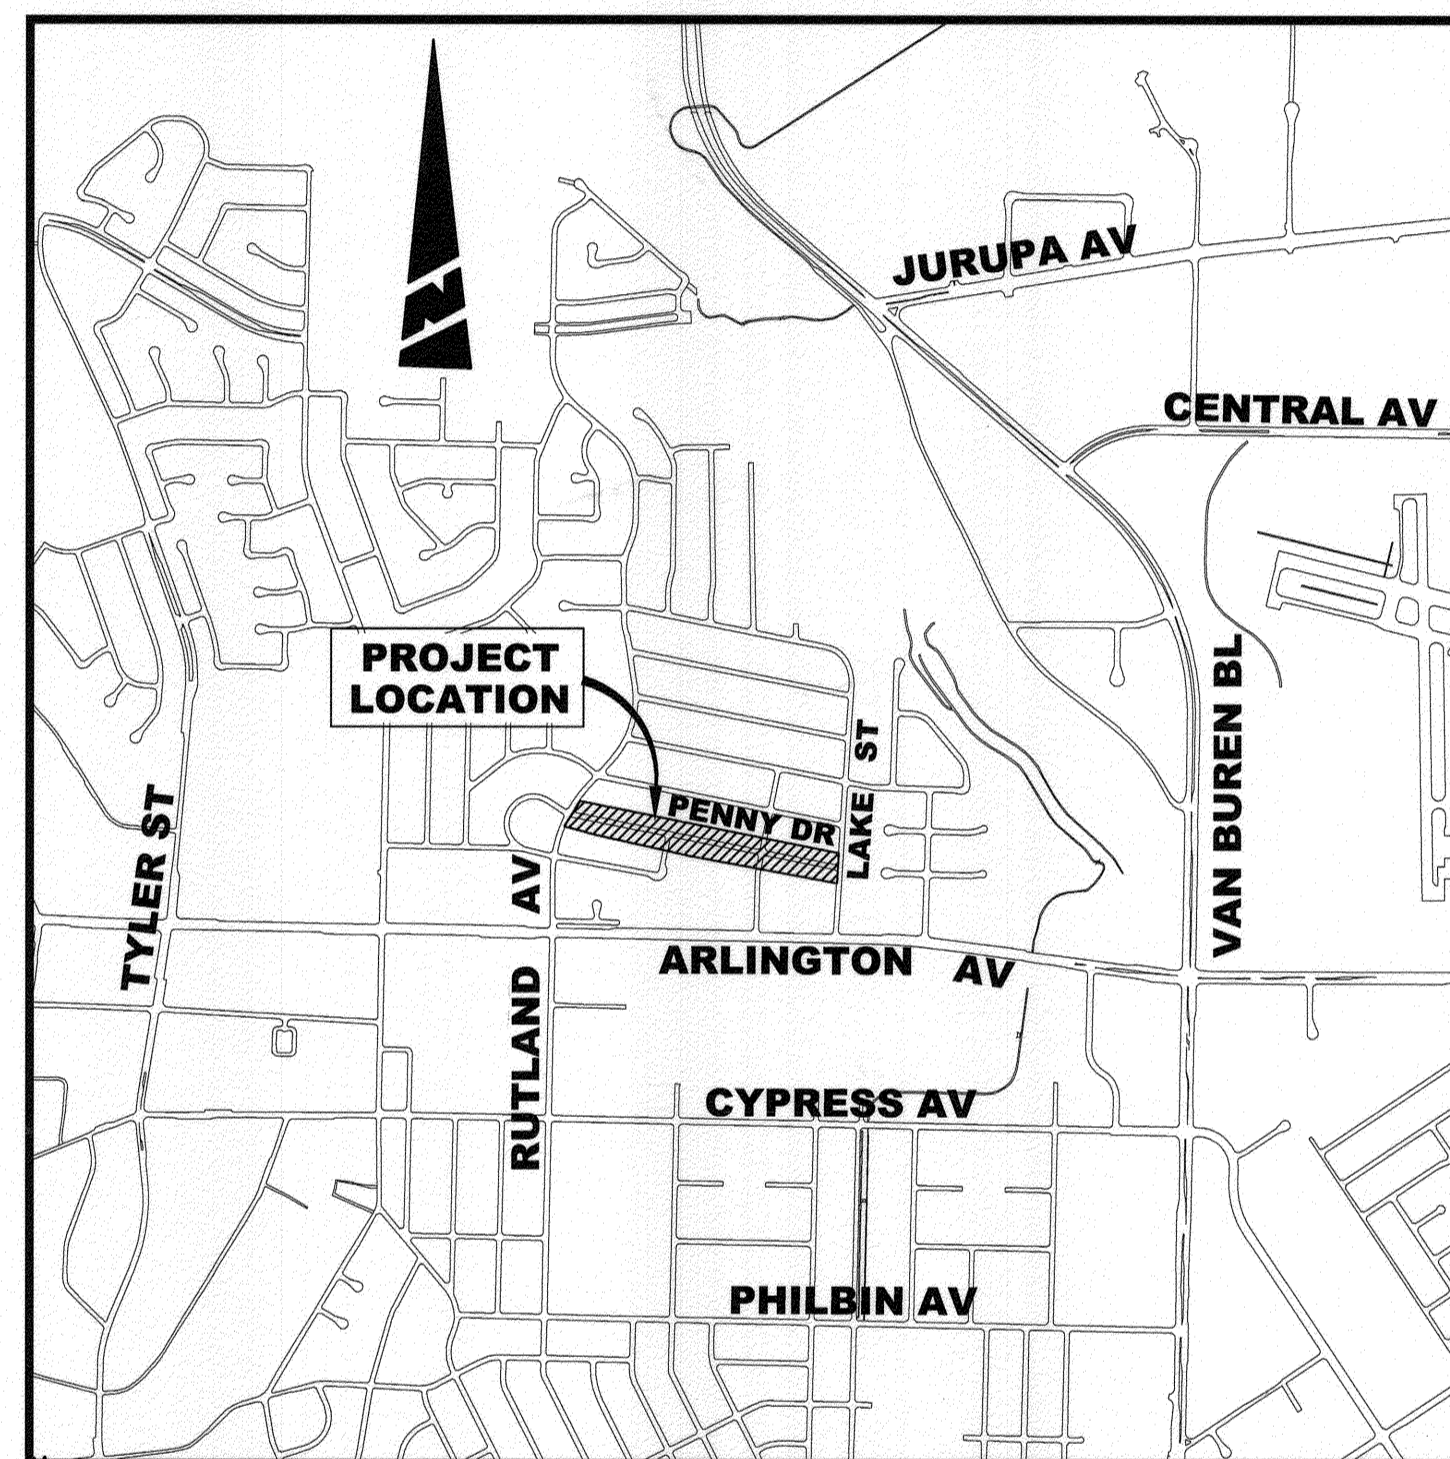 N
JURUPA AV
CENTRAL AV
PROJECT
LOCATION
PENNY DR
LAKE ST
VAN BUREN BL
TYLER ST
RUTLAND AV
ARLINGTON AV
CYPRESS AV
PHILBIN AV